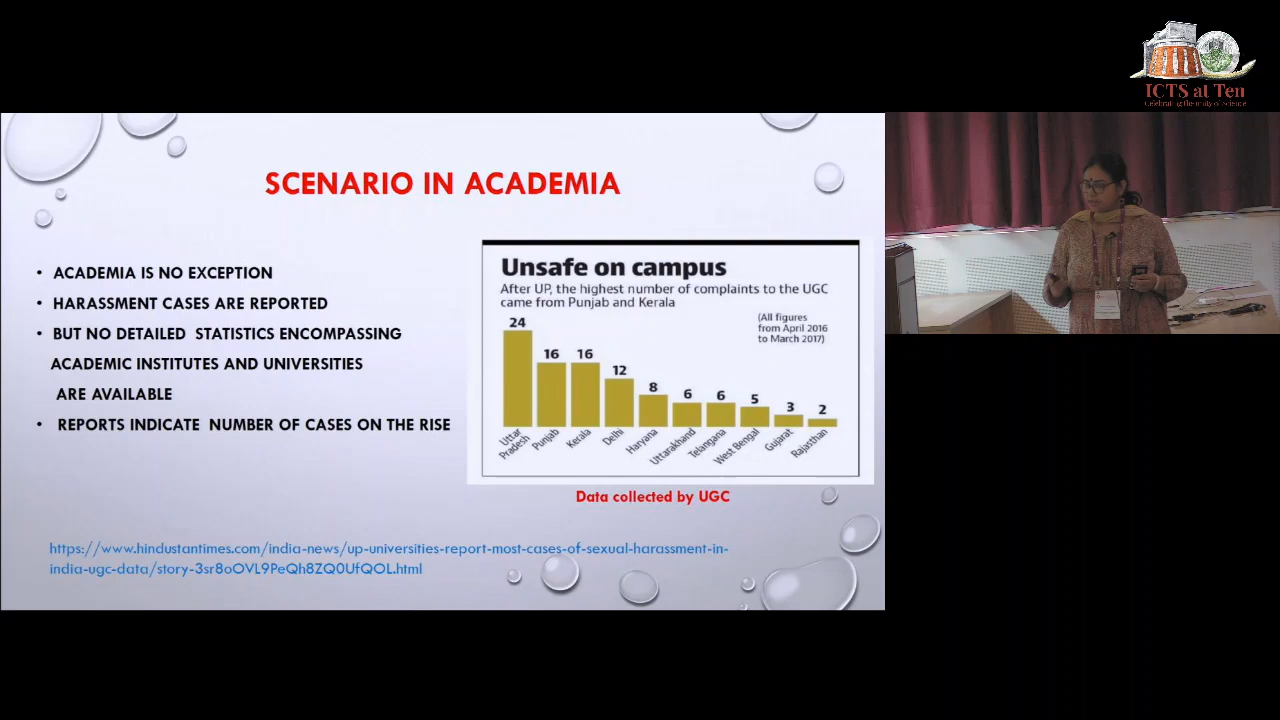 ICTS at Ten
Celebrating the unity of science
SCENARIO IN ACADEMIA
• ACADEMIA IS NO EXCEPTION
• HARASSMENT CASES ARE REPORTED
• BUT NO DETAILED STATISTICS ENCOMPASSING
ACADEMIC INSTITUTES AND UNIVERSITIES
ARE AVAILABLE
• REPORTS INDICATE NUMBER OF CASES ON THE RISE
Unsafe on campus
After UP, the highest number of complaints to the UGC
came from Punjab and Kerala
(All figures
from April 2016
to March 2017)
24 16 16 12 8 6 6 5 3 2
Uttar
Pradesh
Punjab
Kerala
Delhi
Haryana
Uttarakhand
Telangana
West Bengal
Gujarat
Rajasthan
Data collected by UGC
https://www.hindustantimes.com/india-news/up-universities-report-most-cases-of-sexual-harassment-in-
india-ugc-data/story-3sr8oOVL9PeQh8ZQ0UfQOL.html